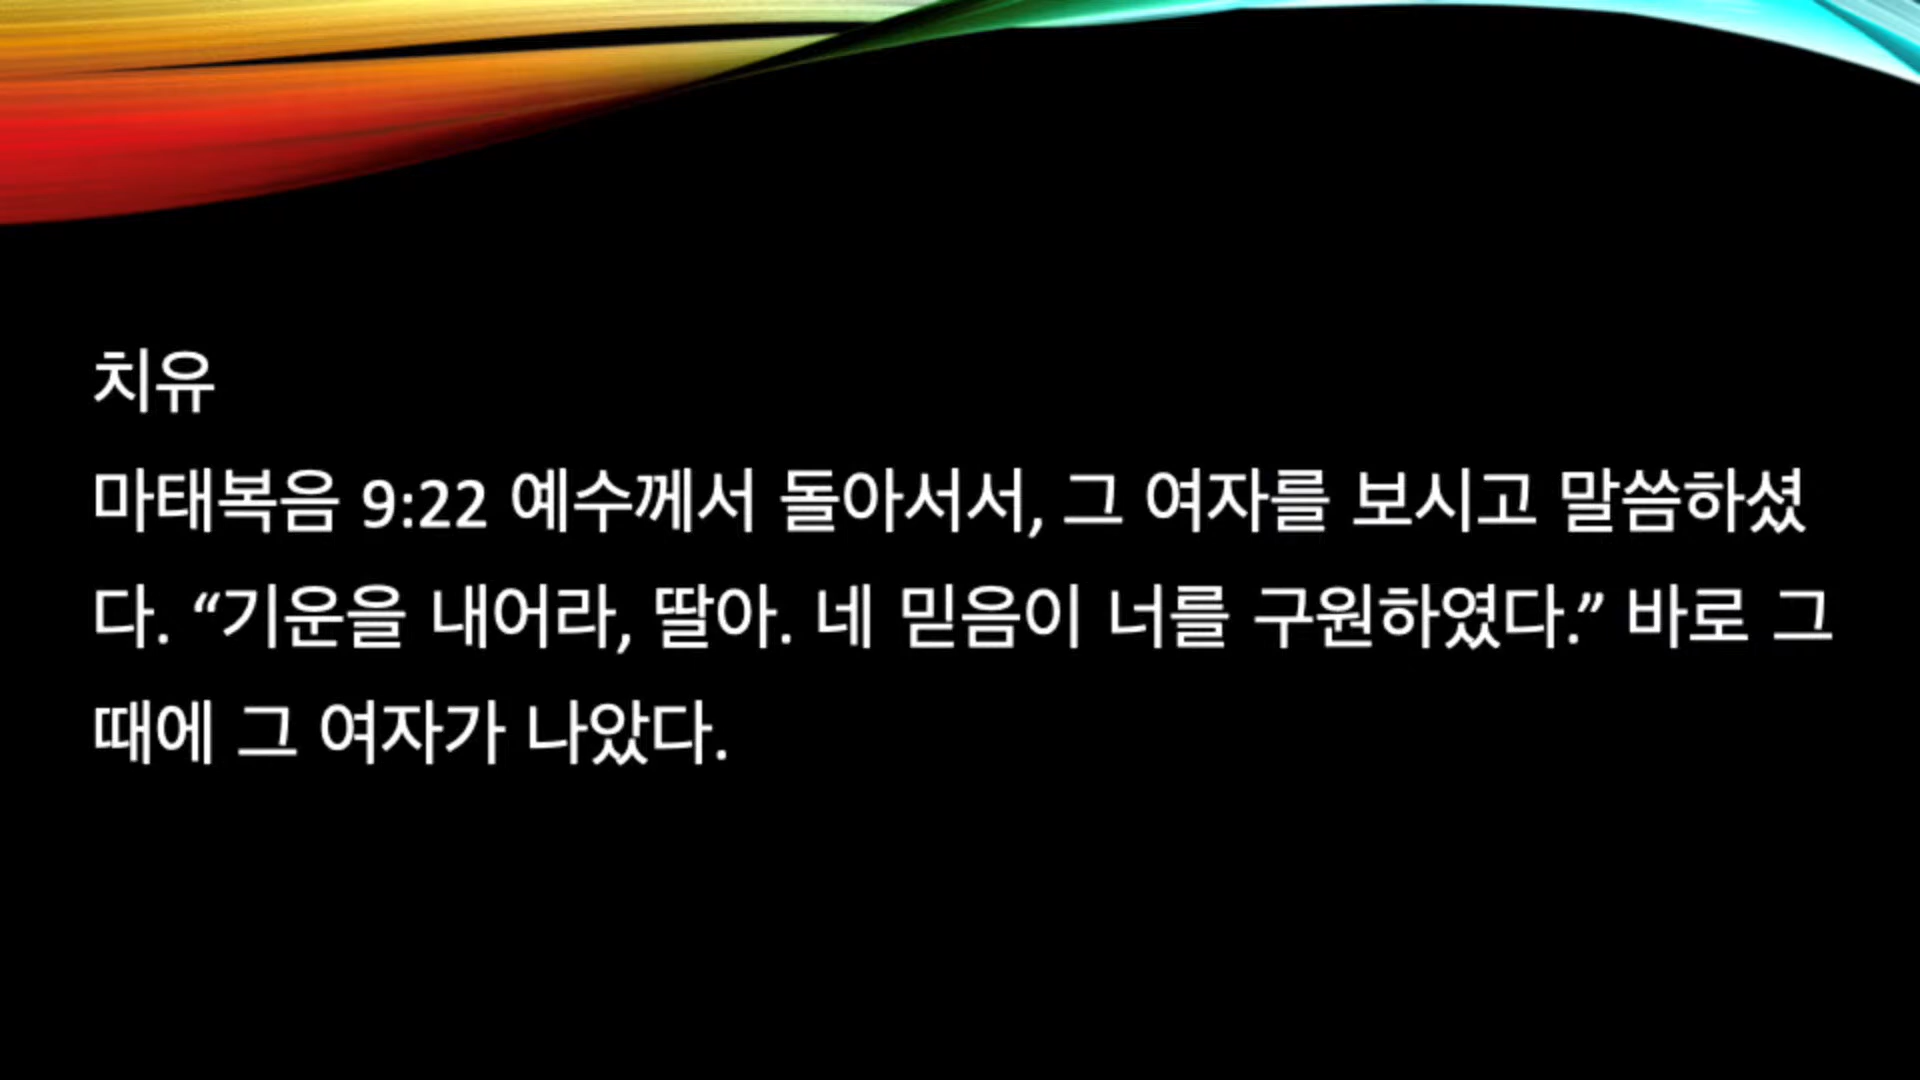 치유
마태복음 9:22 예수께서 돌아서서, 그 여자를 보시고 말씀하셨
다. “기운을 내어라, 딸아. 네 믿음이 너를 구원하였다.” 바로 그
때에 그 여자가 나았다.